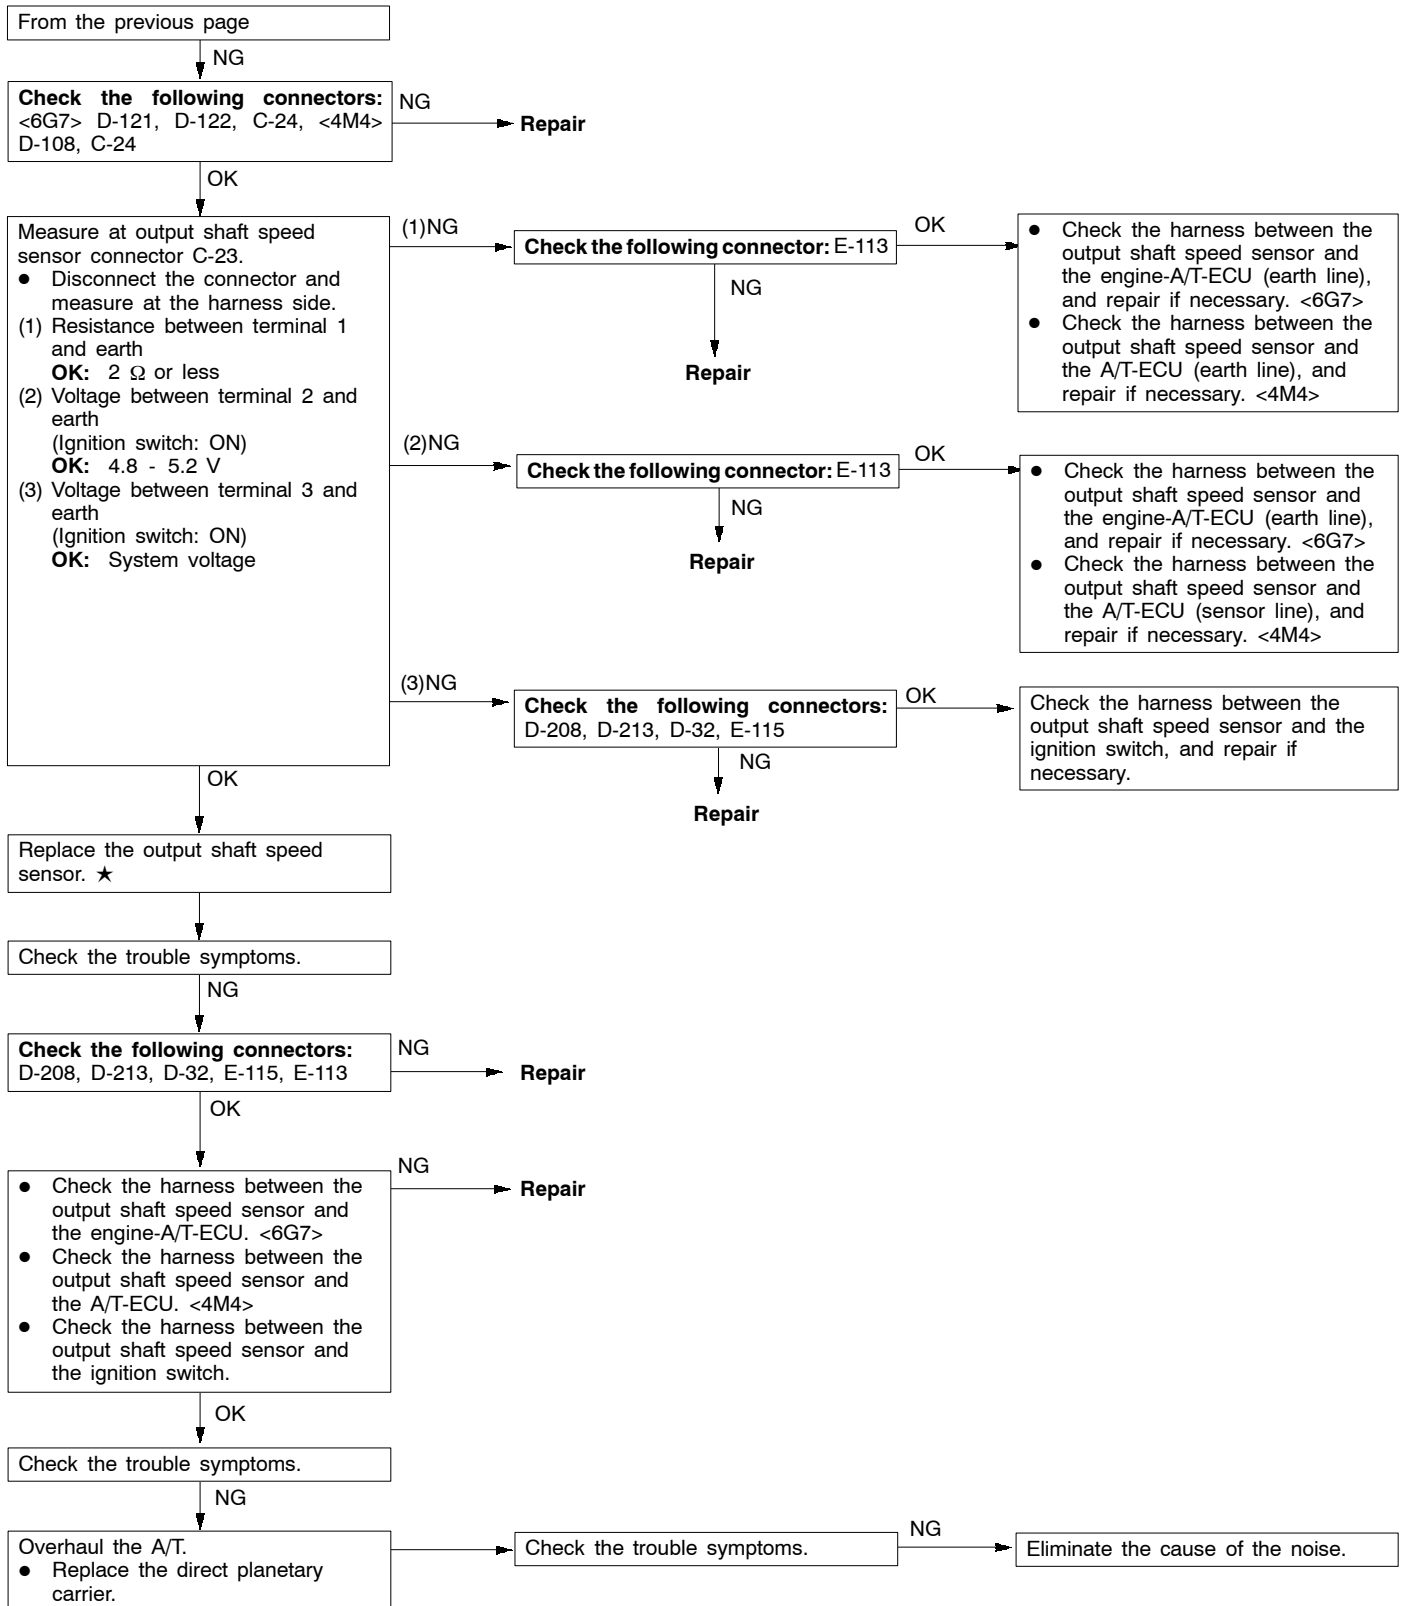 From the previous page
NG
Check the following connectors:
<6G7> D-121, D-122, C-24, <4M4>
D-108, C-24
NG
Repair
OK
Measure at output shaft speed
sensor connector C-23.
● Disconnect the connector and
measure at the harness side.
(1) Resistance between terminal 1
and earth
OK: 2 Ω or less
(2) Voltage between terminal 2 and
earth
(Ignition switch: ON)
OK: 4.8 - 5.2 V
(3) Voltage between terminal 3 and
earth
(Ignition switch: ON)
OK: System voltage
(1)NG
Check the following connector: E-113
OK
● Check the harness between the
output shaft speed sensor and
the engine-A/T-ECU (earth line),
and repair if necessary. <6G7>
● Check the harness between the
output shaft speed sensor and
the A/T-ECU (earth line), and
repair if necessary. <4M4>
NG
Repair
(2)NG
Check the following connector: E-113
OK
● Check the harness between the
output shaft speed sensor and
the engine-A/T-ECU (earth line),
and repair if necessary. <6G7>
● Check the harness between the
output shaft speed sensor and
the A/T-ECU (sensor line), and
repair if necessary. <4M4>
NG
Repair
(3)NG
Check the following connectors:
D-208, D-213, D-32, E-115
OK
Check the harness between the
output shaft speed sensor and the
ignition switch, and repair if
necessary.
NG
Repair
OK
Replace the output shaft speed
sensor. ★
Check the trouble symptoms.
NG
Check the following connectors:
D-208, D-213, D-32, E-115, E-113
NG
Repair
OK
● Check the harness between the
output shaft speed sensor and
the engine-A/T-ECU. <6G7>
● Check the harness between the
output shaft speed sensor and
the A/T-ECU. <4M4>
● Check the harness between the
output shaft speed sensor and
the ignition switch.
NG
Repair
OK
Check the trouble symptoms.
NG
Overhaul the A/T.
● Replace the direct planetary
carrier.
Check the trouble symptoms.
NG
Eliminate the cause of the noise.